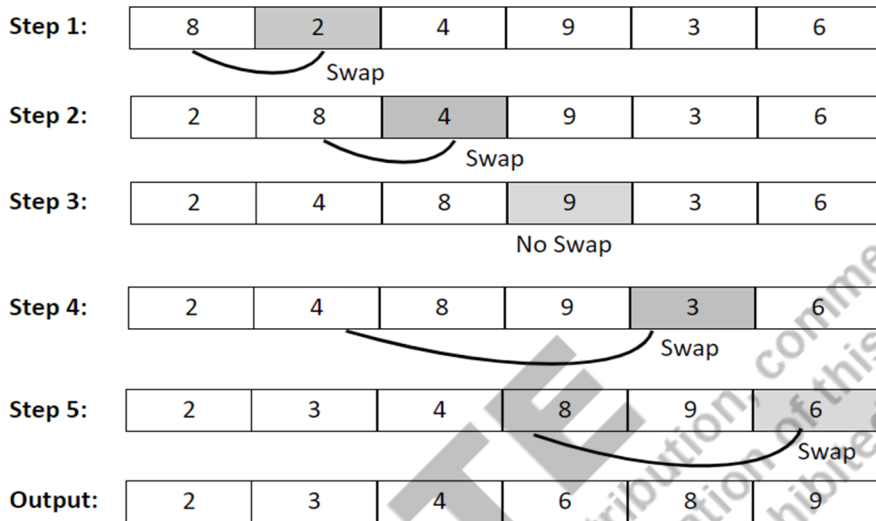 Step 1: 8 2 4 9 3 6
Swap
Step 2: 2 8 4 9 3 6
Swap
Step 3: 2 4 8 9 3 6
No Swap
Step 4: 2 4 8 9 3 6
Swap
Step 5: 2 3 4 8 9 6
Swap
Output: 2 3 4 6 8 9